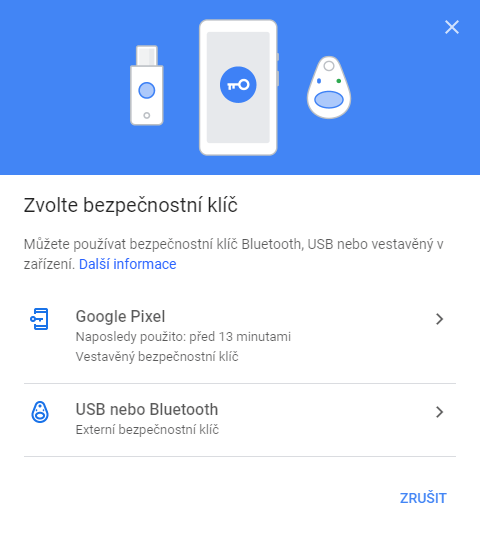 Zvolte bezpečnostní klíč
Můžete používat bezpečnostní klíč Bluetooth, USB nebo vestavěný v
zařízení. Další informace
Google Pixel
Naposledy použito: před 13 minutami
Vestavěný bezpečnostní klíč
USB nebo Bluetooth
Externí bezpečnostní klíč
ZRUŠIT